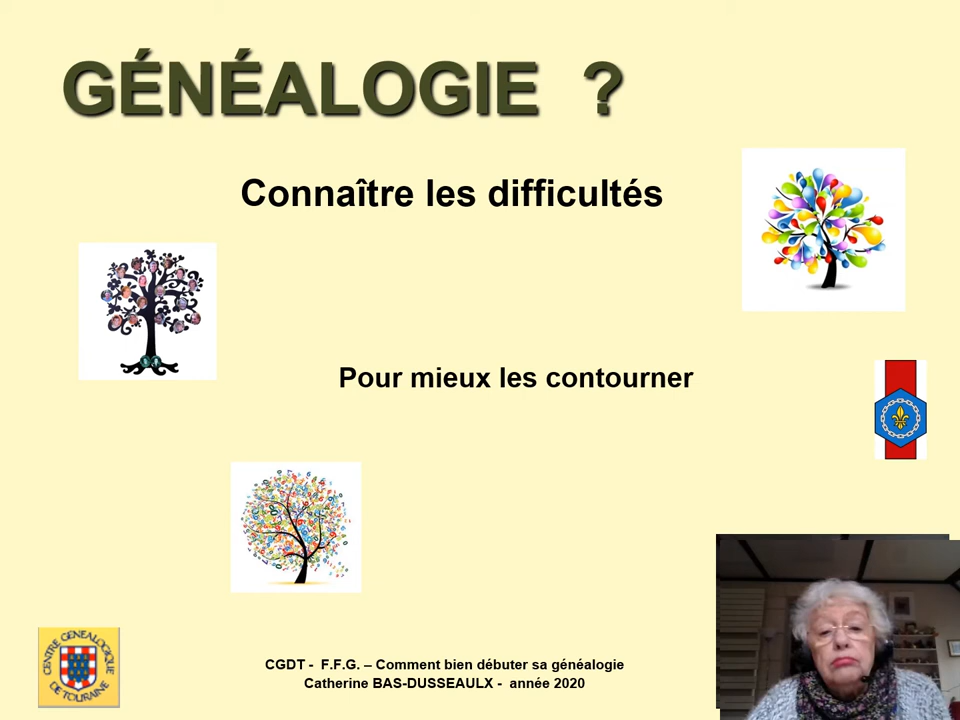 GÉNÉALOGIE ?
Connaître les difficultés
Pour mieux les contourner
CENTRE GENEALOGIQUE
DE TOURAINE
CGDT - F.F.G. – Comment bien débuter sa généalogie
Catherine BAS-DUSSEAULX - année 2020